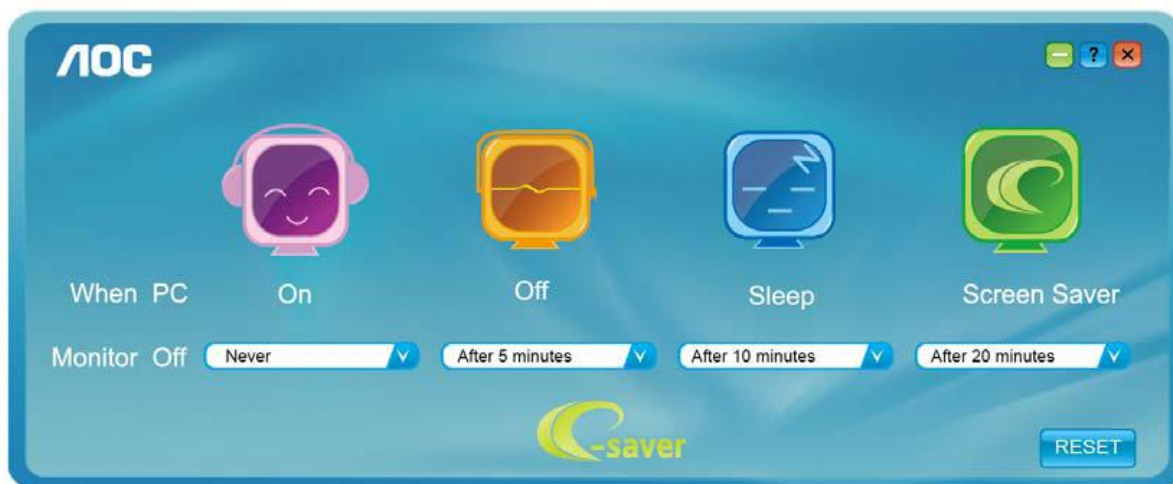 AOC
?
When PC On Off Sleep Screen Saver
Monitor Off Never After 5 minutes After 10 minutes After 20 minutes
e-saver
RESET